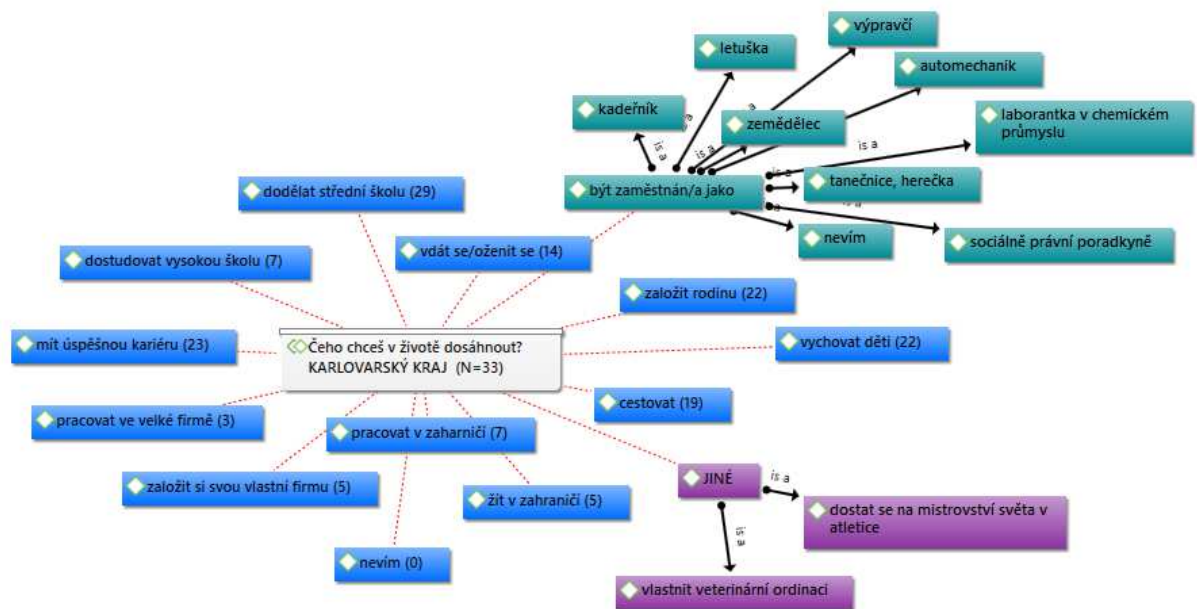 výpravčí
letuška
automechanik
kadeřník
zemědělec
laborantka v chemickém
průmyslu
is a
is a
is a
is a
is a
is a
být zaměstnán/a jako
tanečnice, herečka
dodělat střední školu (29)
is a
a
nevím
sociálně právní poradkyně
vdát se/oženit se (14)
dostudovat vysokou školu (7)
založit rodinu (22)
mít úspěšnou kariéru (23)
Čeho chceš v životě dosáhnout?
KARLOVARSKÝ KRAJ (N=33)
vychovat děti (22)
cestovat (19)
pracovat ve velké firmě (3)
pracovat v zaharničí (7)
JINÉ
is a
založit si svou vlastní firmu (5)
žít v zahraničí (5)
dostat se na mistrovství světa v
atletice
is a
nevím (0)
vlastnit veterinární ordinaci